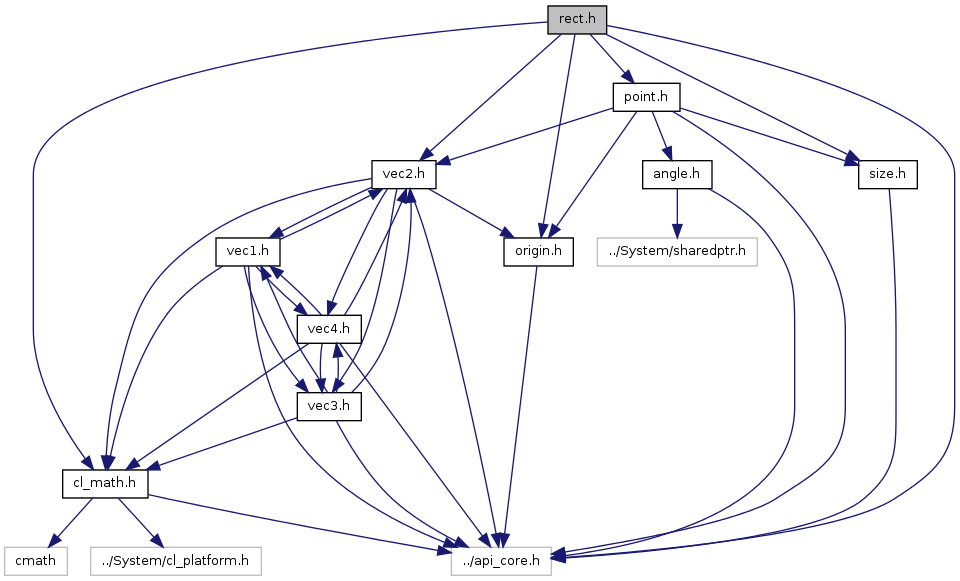 rect.h
point.h
vec2.h
angle.h
size.h
vec1.h
origin.h
../System/sharedptr.h
vec4.h
vec3.h
cl_math.h
cmath
../System/cl_platform.h
../api_core.h